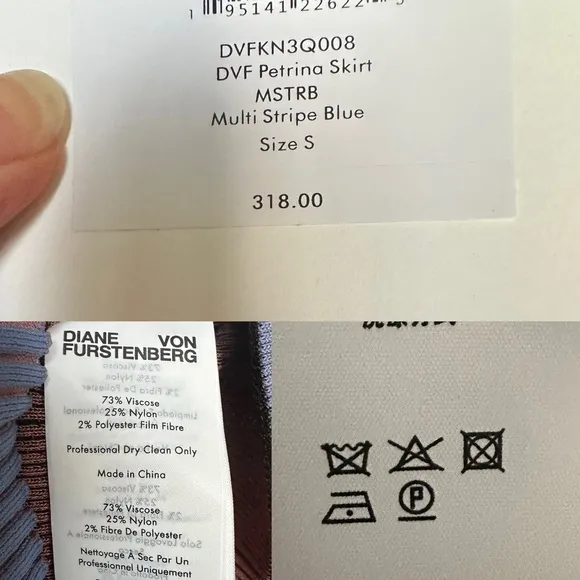 DVFKN3Q008
DVF Petrina Skirt
MSTRB
Multi Stripe Blue
Size S
318.00
DIANE VON
FURSTENBERG
73% Viscose
25% Nylon
2% Polyester Film Fibre
Professional Dry Clean Only
Made in China
73% Viscose
25% Nylon
2% Fibre De Polyester
Nettoyage A Sec Par Un
Professionnel Uniquement
P